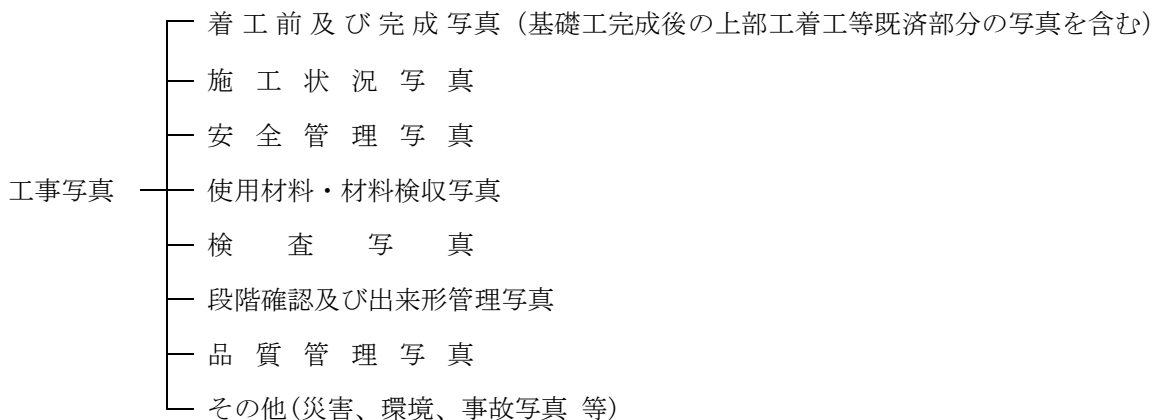 着工前及び完成写真（基礎工完成後の上部工着工等既済部分の写真を含む）
施工状況写真
安全管理写真
工事写真
使用材料・材料検収写真
検査写真
段階確認及び出来形管理写真
品質管理写真
その他(災害、環境、事故写真 等)